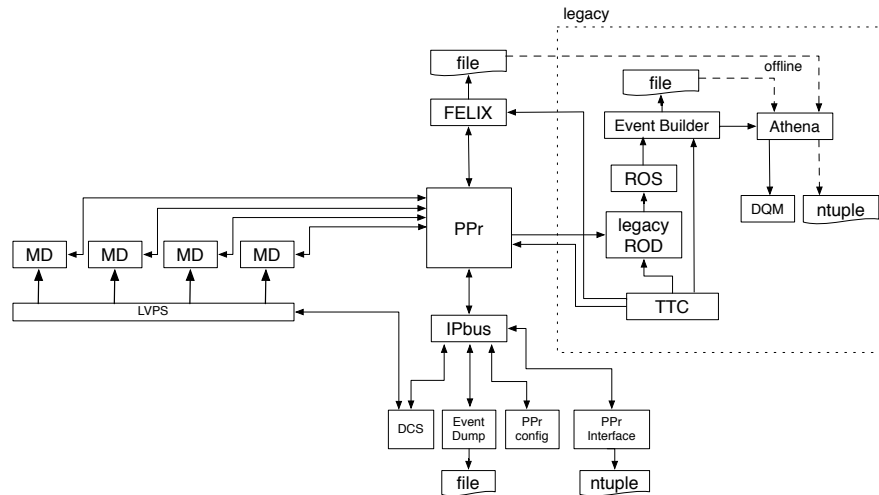 legacy
file
offline
file
FELIX
Event Builder
Athena
ROS
PPr
DQM
ntuple
legacy
ROD
MD
MD
MD
MD
TTC
LVPS
IPbus
DCS
Event
Dump
PPr
config
PPr
Interface
file
ntuple